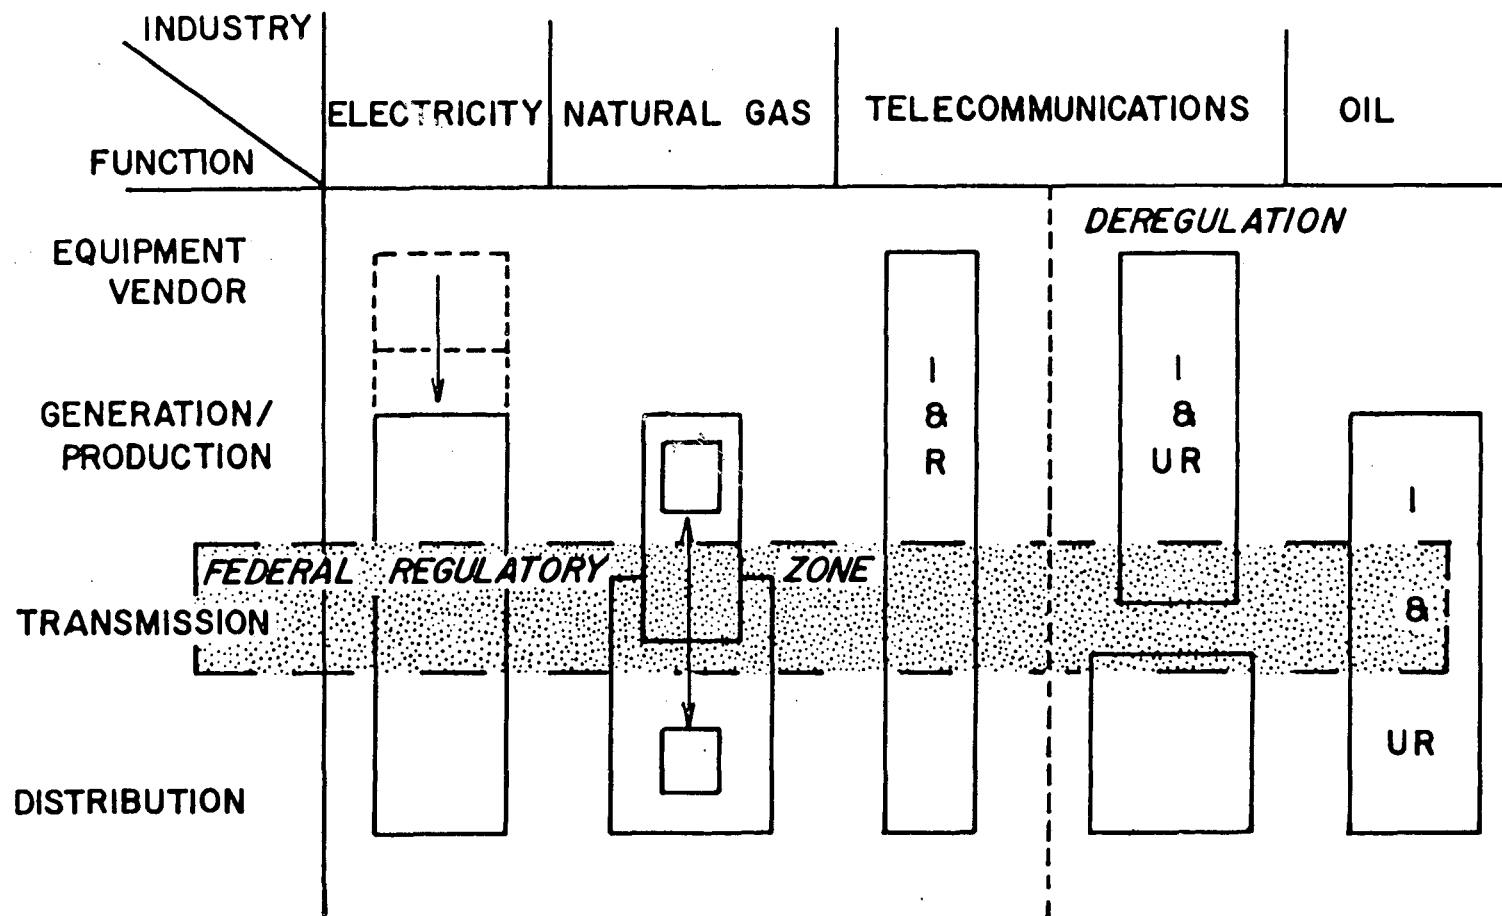 INDUSTRY
FUNCTION
ELECTRICITY
NATURAL GAS
TELECOMMUNICATIONS
OIL
DEREGULATION
EQUIPMENT
VENDOR
GENERATION/
PRODUCTION
FEDERAL REGULATORY ZONE
TRANSMISSION
DISTRIBUTION
I
&
R
I
&
UR
I
&
UR